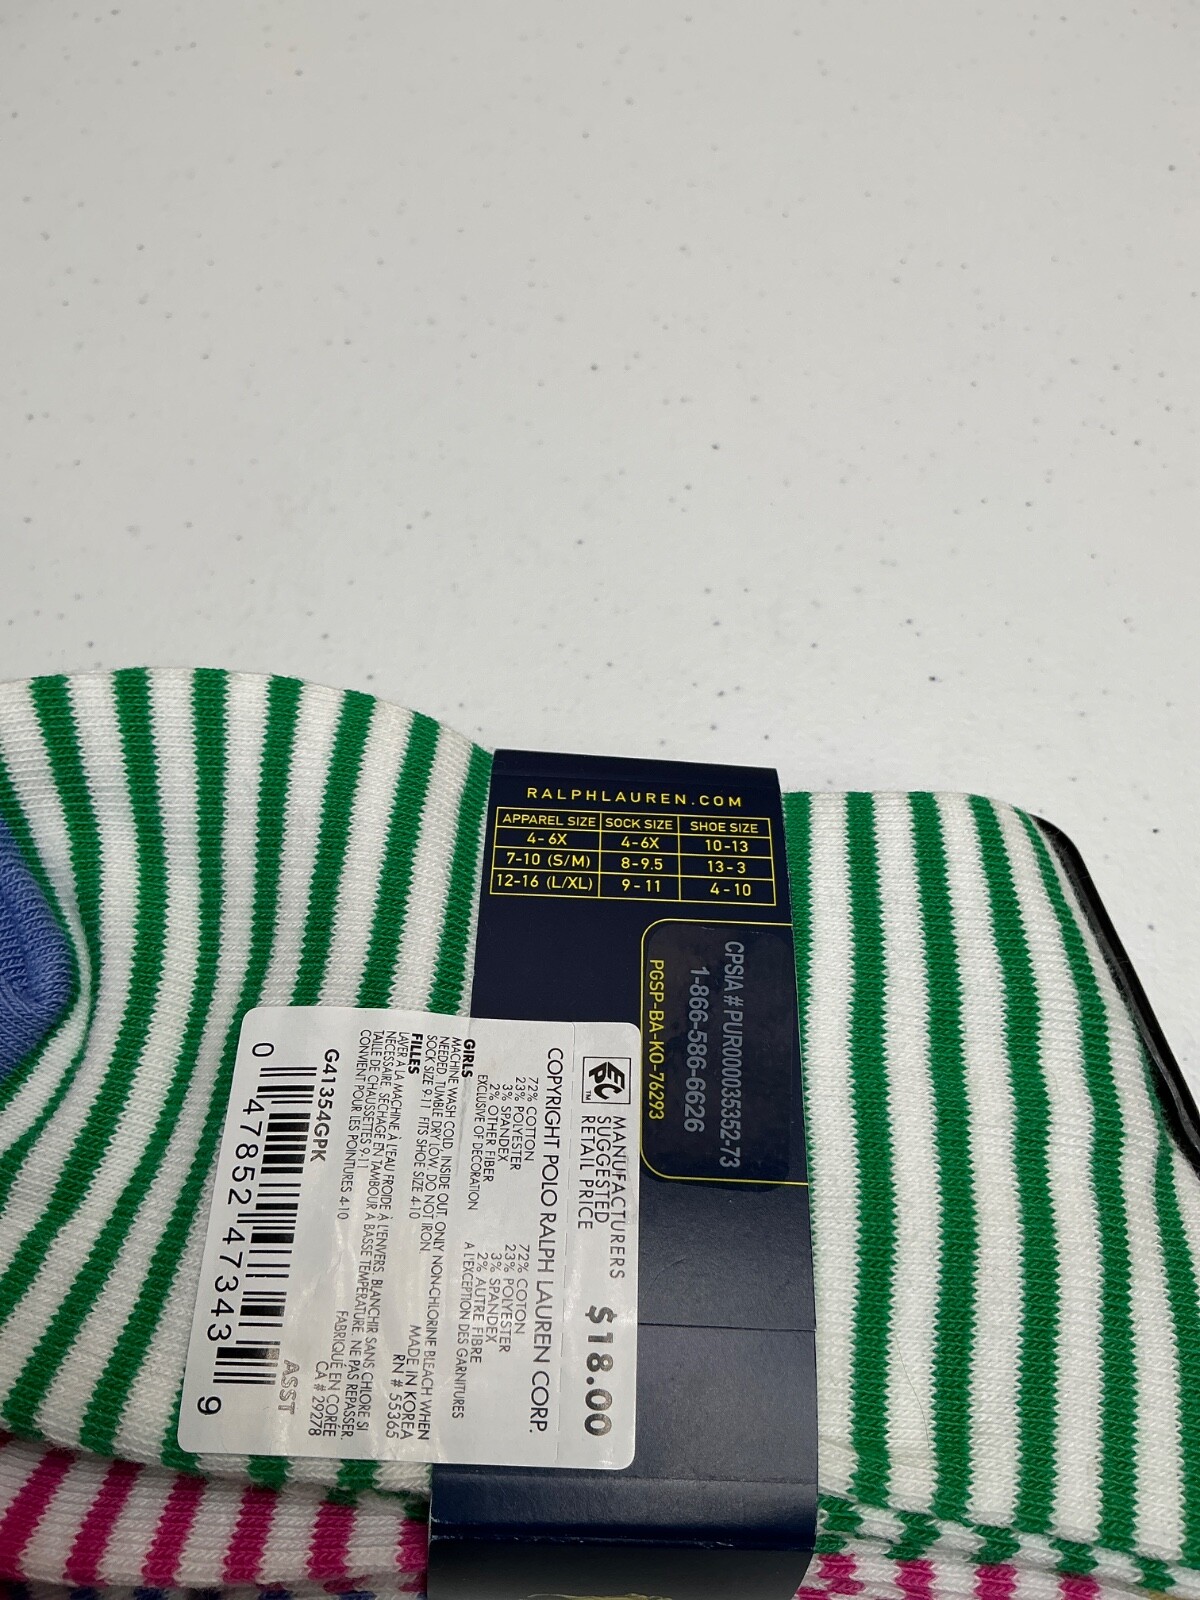 RALPHLAUREN.COM
APPAREL SIZE SOCK SIZE SHOE SIZE
4-6X 4-6X 10-13
7-10 (S/M) 8-9.5 13-3
12-16 (L/XL) 9-11 4-10
CPSIA # PUR000035352-73
1-866-586-6626
PGSP-BA-KO-76293
EPC™ MANUFACTURERS
SUGGESTED
RETAIL PRICE
$18.00
COPYRIGHT POLO RALPH LAUREN CORP.
72% COTTON
23% POLYESTER
3% SPANDEX
2% OTHER FIBER
EXCLUSIVE OF DECORATION
72% COTON
23% POLYESTER
3% SPANDEX
2% AUTRE FIBRE
A L'EXCEPTION DES GARNITURES
GIRLS
MACHINE WASH COLD, INSIDE OUT. ONLY NON-CHLORINE BLEACH WHEN
NEEDED. TUMBLE DRY LOW. DO NOT IRON.
MADE IN KOREA
SOCK SIZE 9-11 FITS SHOE SIZE 4-10
RN # 55365
FILLES
LAVER À LA MACHINE À L'EAU FROIDE À L'ENVERS. BLANCHIR SANS CHLORE SI
NÉCESSAIRE. SÉCHAGE EN TAMBOUR À BASSE TEMPÉRATURE. NE PAS REPASSER.
TAILLE DE CHAUSSETTES 9-11
FABRIQUÉ EN CORÉE
CONVIENT POUR LES POINTURES 4-10
CA # 29278
G41354GPK
ASST
0 47852 47343 9